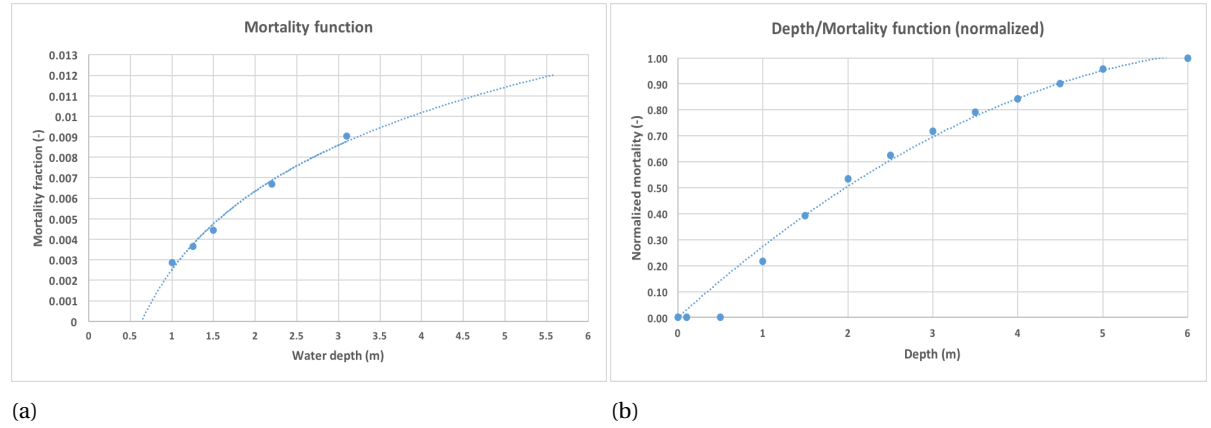 Mortality function
0.013
0.012
0.011
0.01
0.009
0.008
0.007
0.006
0.005
0.004
0.003
0.002
0.001
0
Mortality fraction (-)
0 0.5 1 1.5 2 2.5 3 3.5 4 4.5 5 5.5 6
Water depth (m)
(a)
Depth/Mortality function (normalized)
1.00
0.90
0.80
0.70
0.60
0.50
0.40
0.30
0.20
0.10
0.00
Normalized mortality (-)
0 1 2 3 4 5 6
Depth (m)
(b)